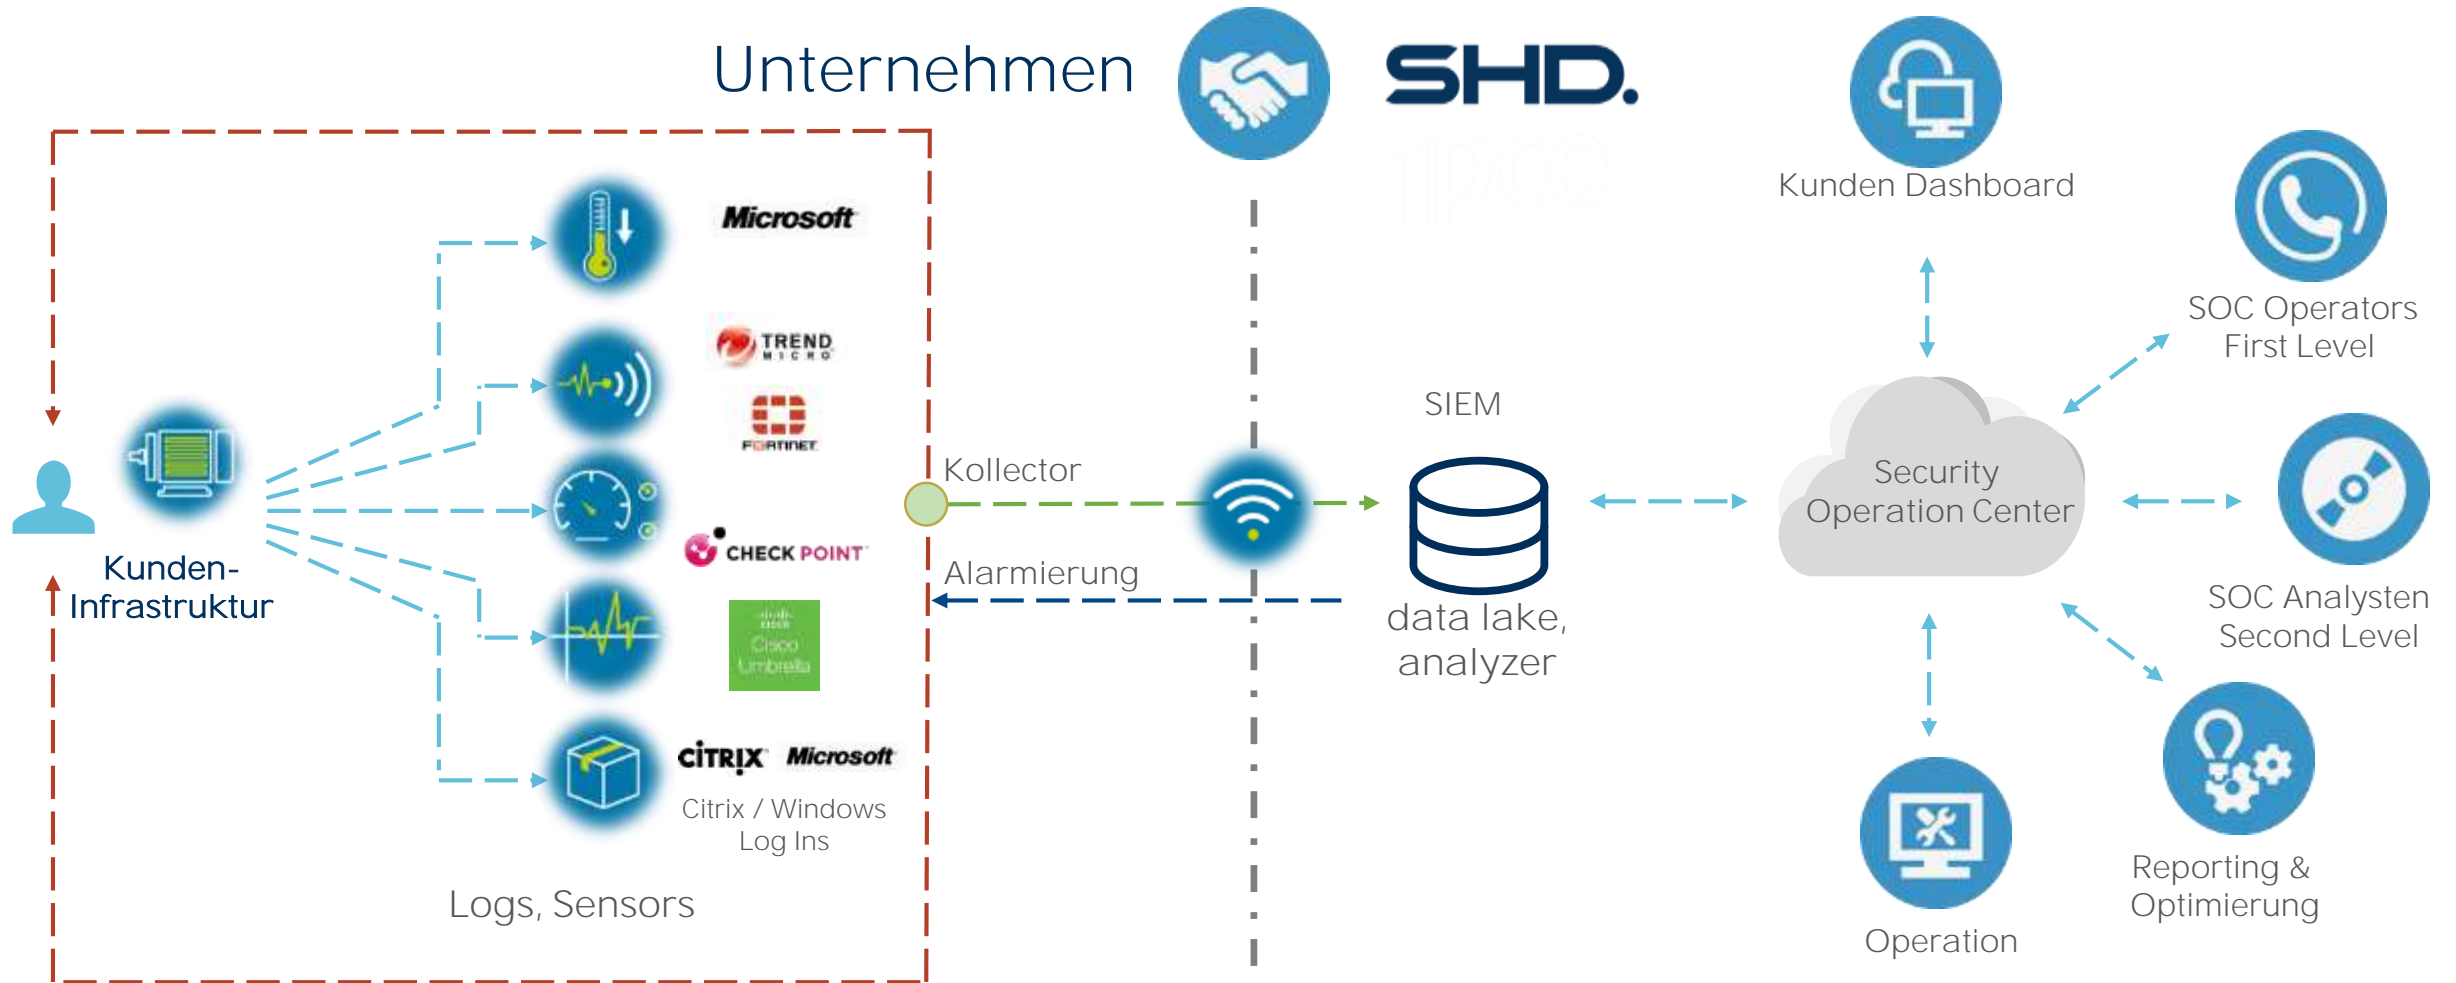 Unternehmen
SHD.
Kunden Dashboard
Microsoft
SOC Operators
First Level
TREND
MICRO
FORTINET
SIEM
Kollector
Security
Operation Center
CHECK POINT
Kunden-
Infrastruktur
Alarmierung
data lake,
analyzer
SOC Analysten
Second Level
cisco
Cisco
Umbrella
CITRIX
Microsoft
Citrix / Windows
Log Ins
Logs, Sensors
Reporting &
Optimierung
Operation